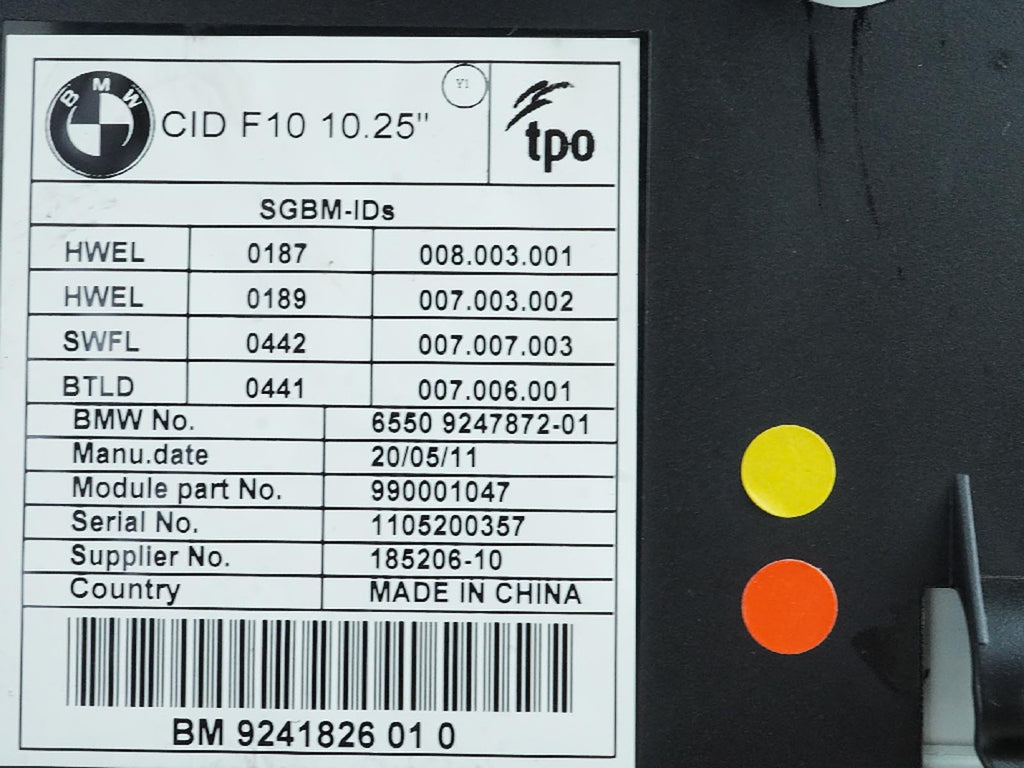 BMW
CID F10 10.25"
Y1
tpo
SGBM-IDs
HWEL 0187 008.003.001
HWEL 0189 007.003.002
SWFL 0442 007.007.003
BTLD 0441 007.006.001
BMW No. 6550 9247872-01
Manu.date 20/05/11
Module part No. 990001047
Serial No. 1105200357
Supplier No. 185206-10
Country MADE IN CHINA
BM 9241826 01 0